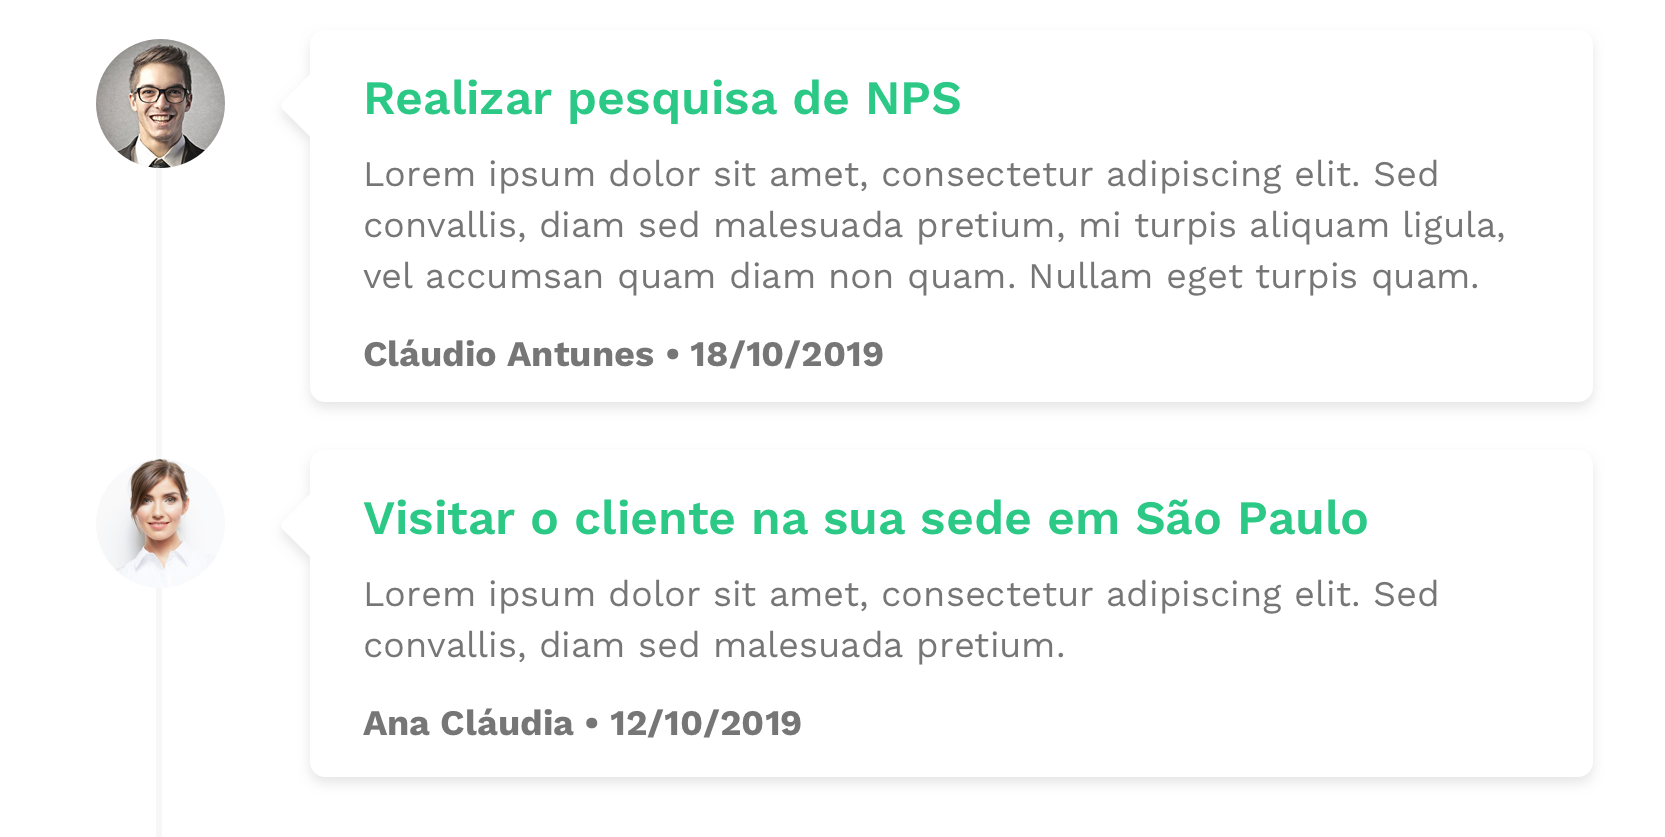 Realizar pesquisa de NPS
Lorem ipsum dolor sit amet, consectetur adipiscing elit. Sed
convallis, diam sed malesuada pretium, mi turpis aliquam ligula,
vel accumsan quam diam non quam. Nullam eget turpis quam.
Cláudio Antunes • 18/10/2019
Visitar o cliente na sua sede em São Paulo
Lorem ipsum dolor sit amet, consectetur adipiscing elit. Sed
convallis, diam sed malesuada pretium.
Ana Cláudia • 12/10/2019